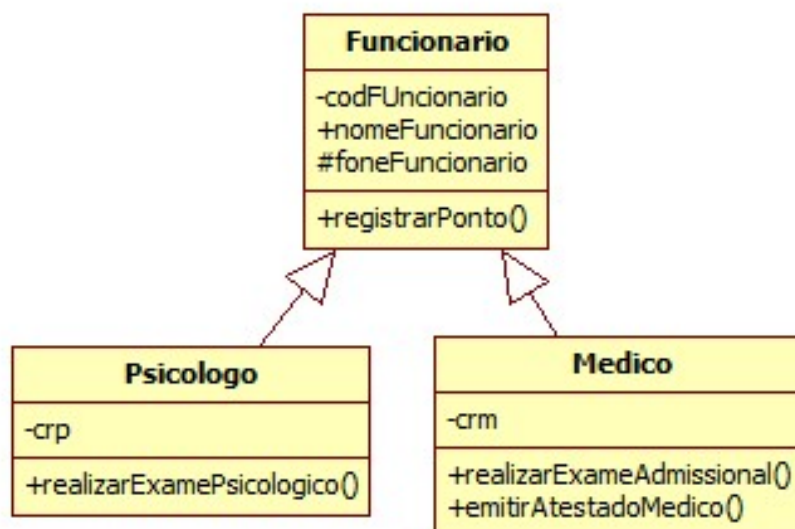 Funcionario
-codFUncionario
+nomeFuncionario
#foneFuncionario
+registrarPonto()
Psicologo
-crp
+realizarExamePsicologico()
Medico
-crm
+realizarExameAdmissional()
+emitirAtestadoMedico()